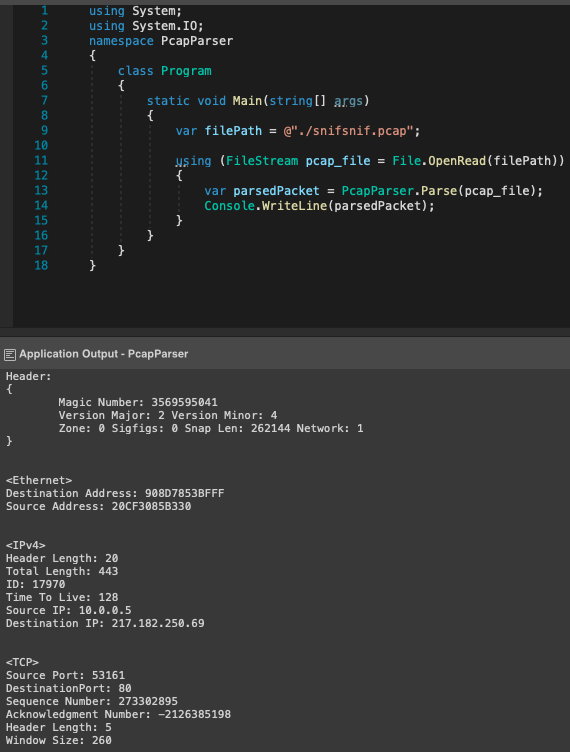 1 using System;
2 using System.IO;
3 namespace PcapParser
4 {
5 class Program
6 {
7 static void Main(string[] args)
8 {
9 var filePath = @"./snifsnif.pcap";
10
11 using (FileStream pcap_file = File.OpenRead(filePath))
12 {
13 var parsedPacket = PcapParser.Parse(pcap_file);
14 Console.WriteLine(parsedPacket);
15 }
16 }
17 }
18 }
Application Output - PcapParser
Header:
{
Magic Number: 3569595041
Version Major: 2 Version Minor: 4
Zone: 0 Sigfigs: 0 Snap Len: 262144 Network: 1
}
<Ethernet>
Destination Address: 908D7853BFFF
Source Address: 20CF3085B330
<IPv4>
Header Length: 20
Total Length: 443
ID: 17970
Time To Live: 128
Source IP: 10.0.0.5
Destination IP: 217.182.250.69
<TCP>
Source Port: 53161
DestinationPort: 80
Sequence Number: 273302895
Acknowledgment Number: -2126385198
Header Length: 5
Window Size: 260